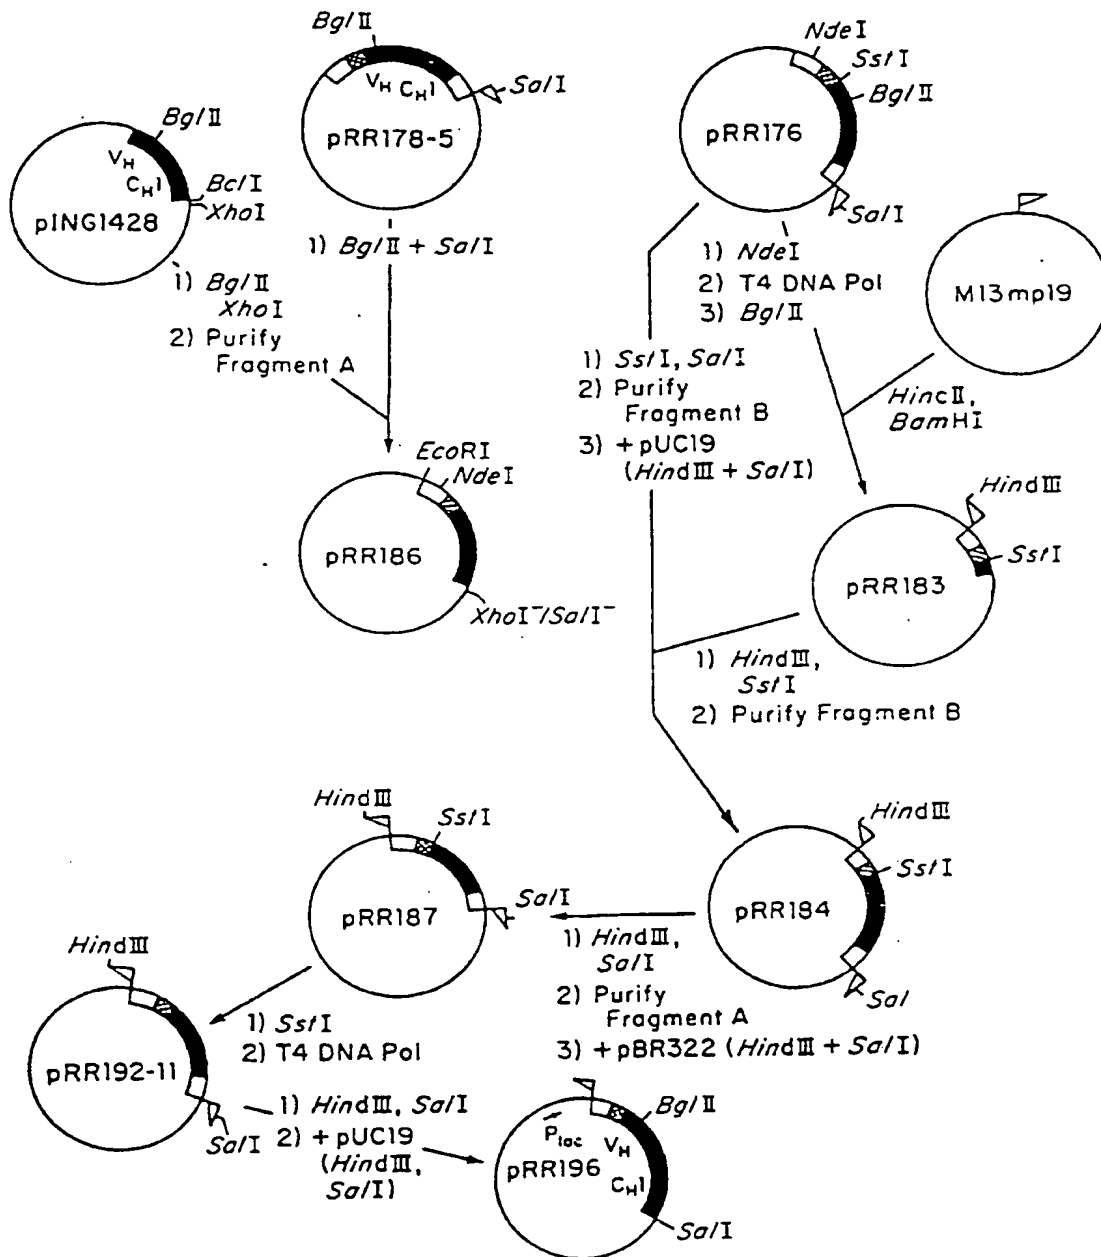 BglII
VH CH1
SalI
pRR178-5
1) BglII + SalI
BglII
VH
CH1
BclI
XhoI
pING1428
1) BglII
XhoI
2) Purify
Fragment A
NdeI
SstI
BglII
pRR176
SalI
1) NdeI
2) T4 DNA Pol
3) BglII
M13mp19
HincII,
BamHI
1) SstI, SalI
2) Purify
Fragment B
3) + pUC19
(HindIII + SalI)
EcoRI
NdeI
pRR186
XhoI⁻/SalI⁻
HindIII
SstI
pRR183
1) HindIII,
SstI
2) Purify Fragment B
HindIII
SstI
pRR184
Sal
1) HindIII,
SalI
2) Purify
Fragment A
3) + pBR322 (HindIII + SalI)
HindIII
SstI
pRR187
SalI
1) SstI
2) T4 DNA Pol
HindIII
pRR192-11
SalI
1) HindIII, SalI
2) + pUC19
(HindIII,
SalI)
BglII
Plac
VH
pRR196
CH1
SalI